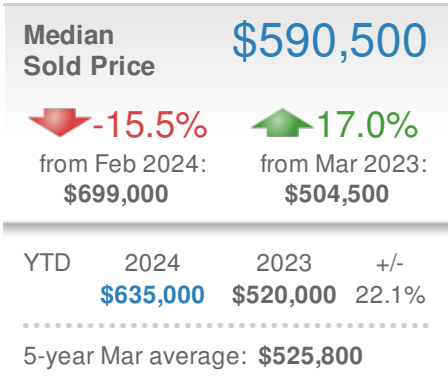 Median $590,500
Sold Price
-15.5% 17.0%
from Feb 2024: from Mar 2023:
$699,000 $504,500
YTD 2024 2023 +/-
$635,000 $520,000 22.1%
5-year Mar average: $525,800